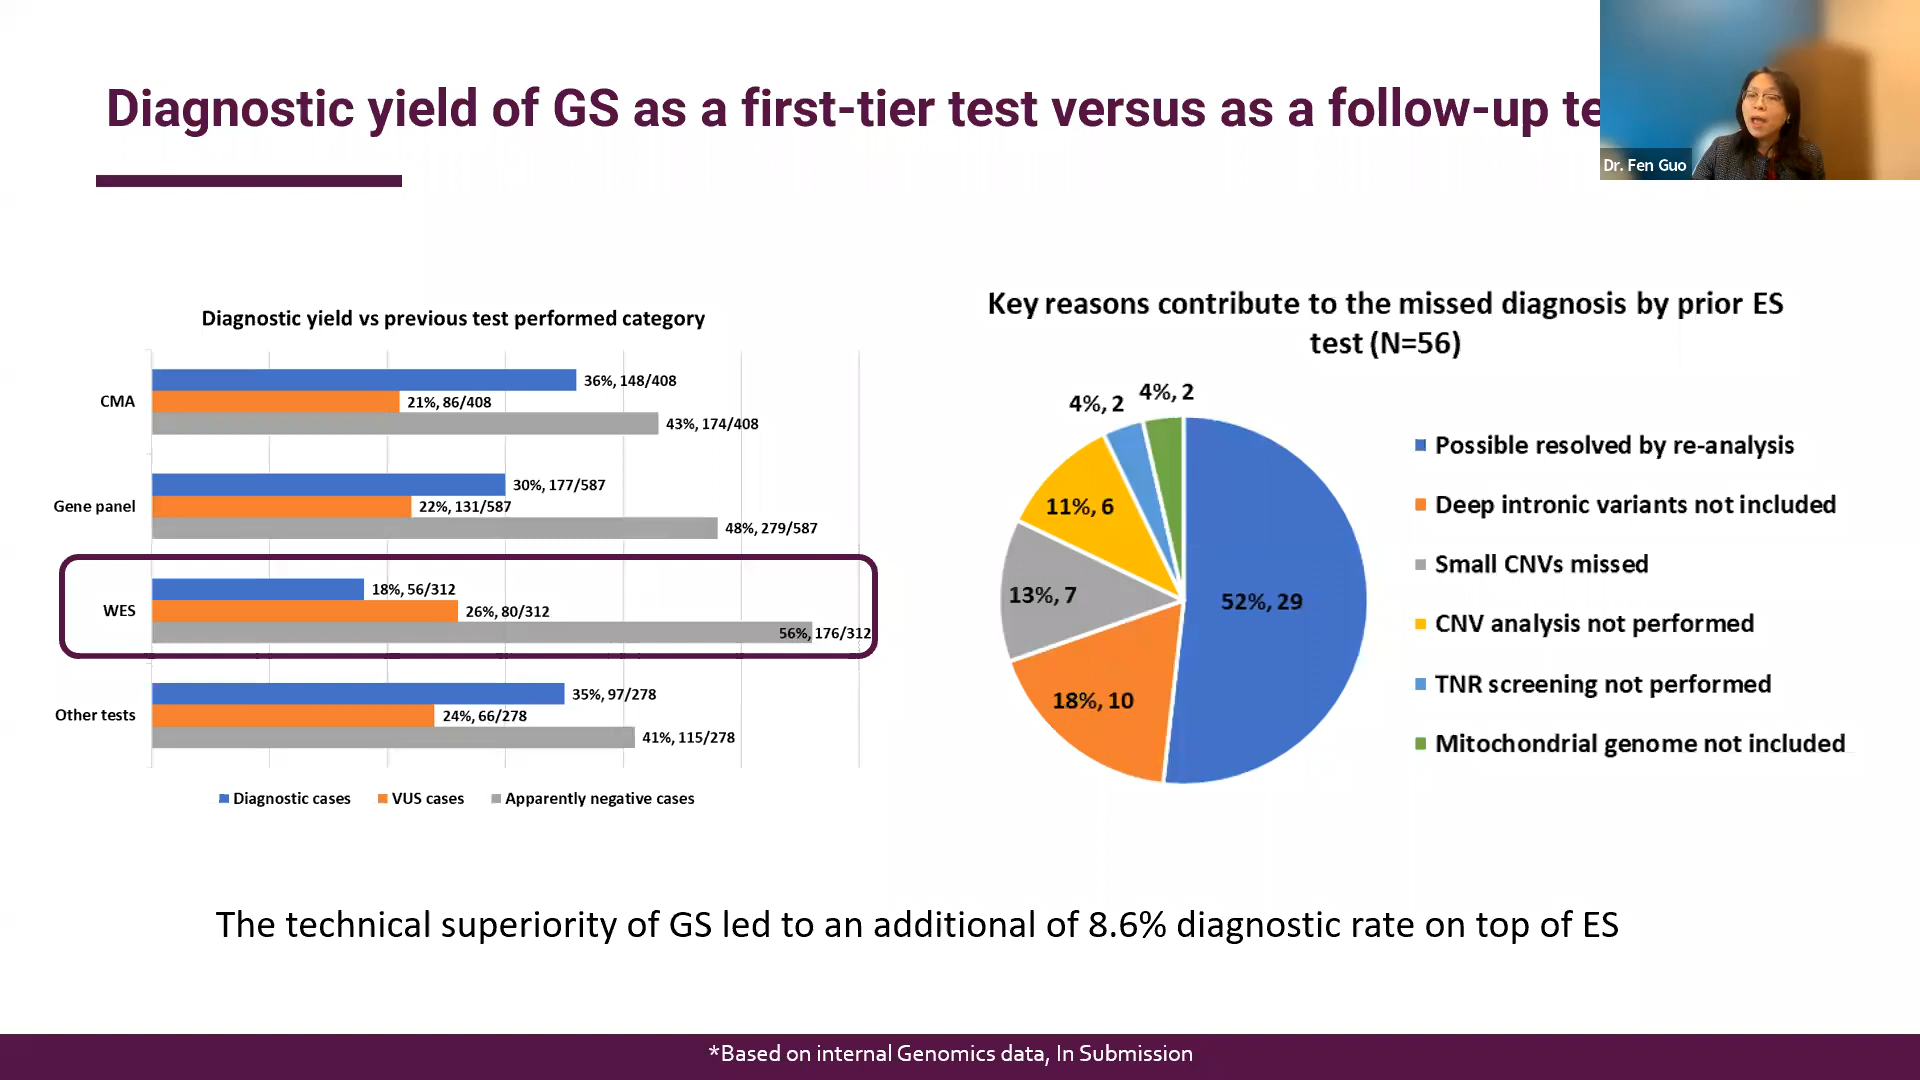 Diagnostic yield of GS as a first-tier test versus as a follow-up te
Dr. Fen Guo
Diagnostic yield vs previous test performed category
CMA
36%, 148/408
21%, 86/408
43%, 174/408
Gene panel
30%, 177/587
22%, 131/587
48%, 279/587
WES
18%, 56/312
26%, 80/312
56%, 176/312
Other tests
35%, 97/278
24%, 66/278
41%, 115/278
Diagnostic cases
VUS cases
Apparently negative cases
Key reasons contribute to the missed diagnosis by prior ES
test (N=56)
4%, 2
4%, 2
11%, 6
13%, 7
18%, 10
52%, 29
Possible resolved by re-analysis
Deep intronic variants not included
Small CNVs missed
CNV analysis not performed
TNR screening not performed
Mitochondrial genome not included
The technical superiority of GS led to an additional of 8.6% diagnostic rate on top of ES
*Based on internal Genomics data, In Submission